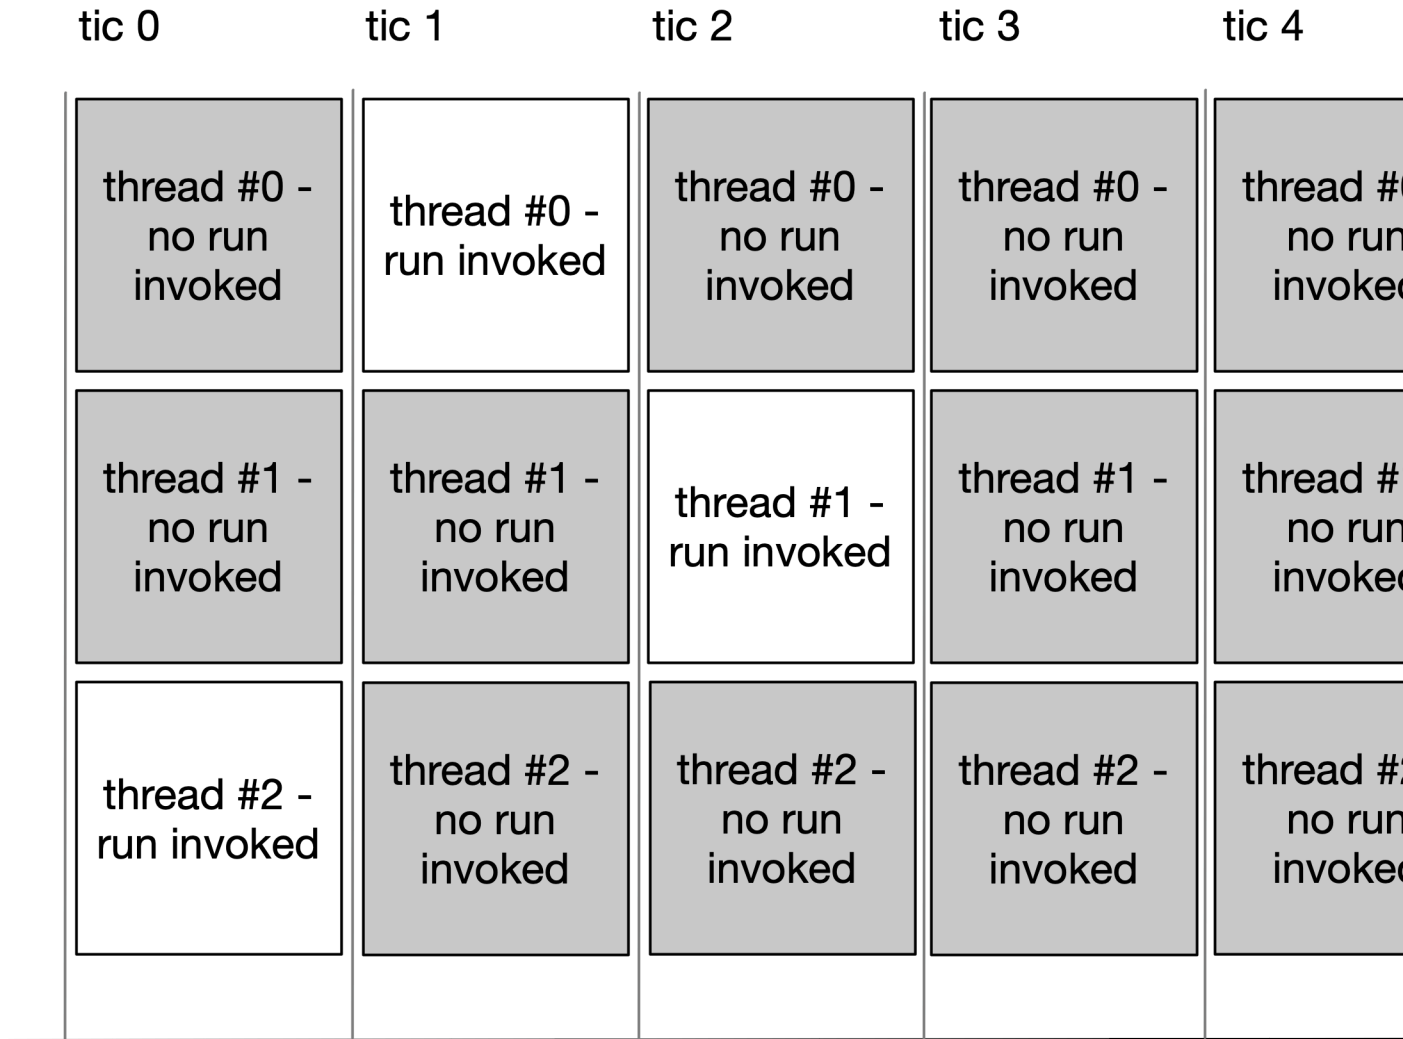 tic 0
tic 1
tic 2
tic 3
tic 4
thread #0 -
no run
invoked
thread #0 -
run invoked
thread #0 -
no run
invoked
thread #0 -
no run
invoked
thread
no run
thread #1 -
no run
invoked
thread #1 -
no run
invoked
thread #1 -
run invoked
thread #1 -
no run
invoked
thread #
no run
thread #2 -
run invoked
thread #2 -
no run
invoked
thread #2 -
no run
invoked
thread #2 -
no run
invoked
thread
no run